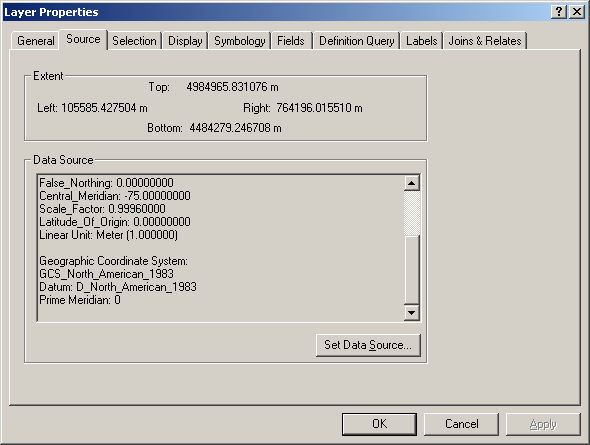 Layer Properties
General Source Selection Display Symbology Fields Definition Query Labels Joins & Relates
Extent
Top: 4984965.831076 m
Left: 105585.427504 m Right: 764196.015510 m
Bottom: 4484279.246708 m
Data Source
False_Northing: 0.00000000
Central_Meridian: -75.00000000
Scale_Factor: 0.99960000
Latitude_Of_Origin: 0.00000000
Linear Unit: Meter (1.000000)
Geographic Coordinate System:
GCS_North_American_1983
Datum: D_North_American_1983
Prime Meridian: 0
Set Data Source...
OK Cancel Apply